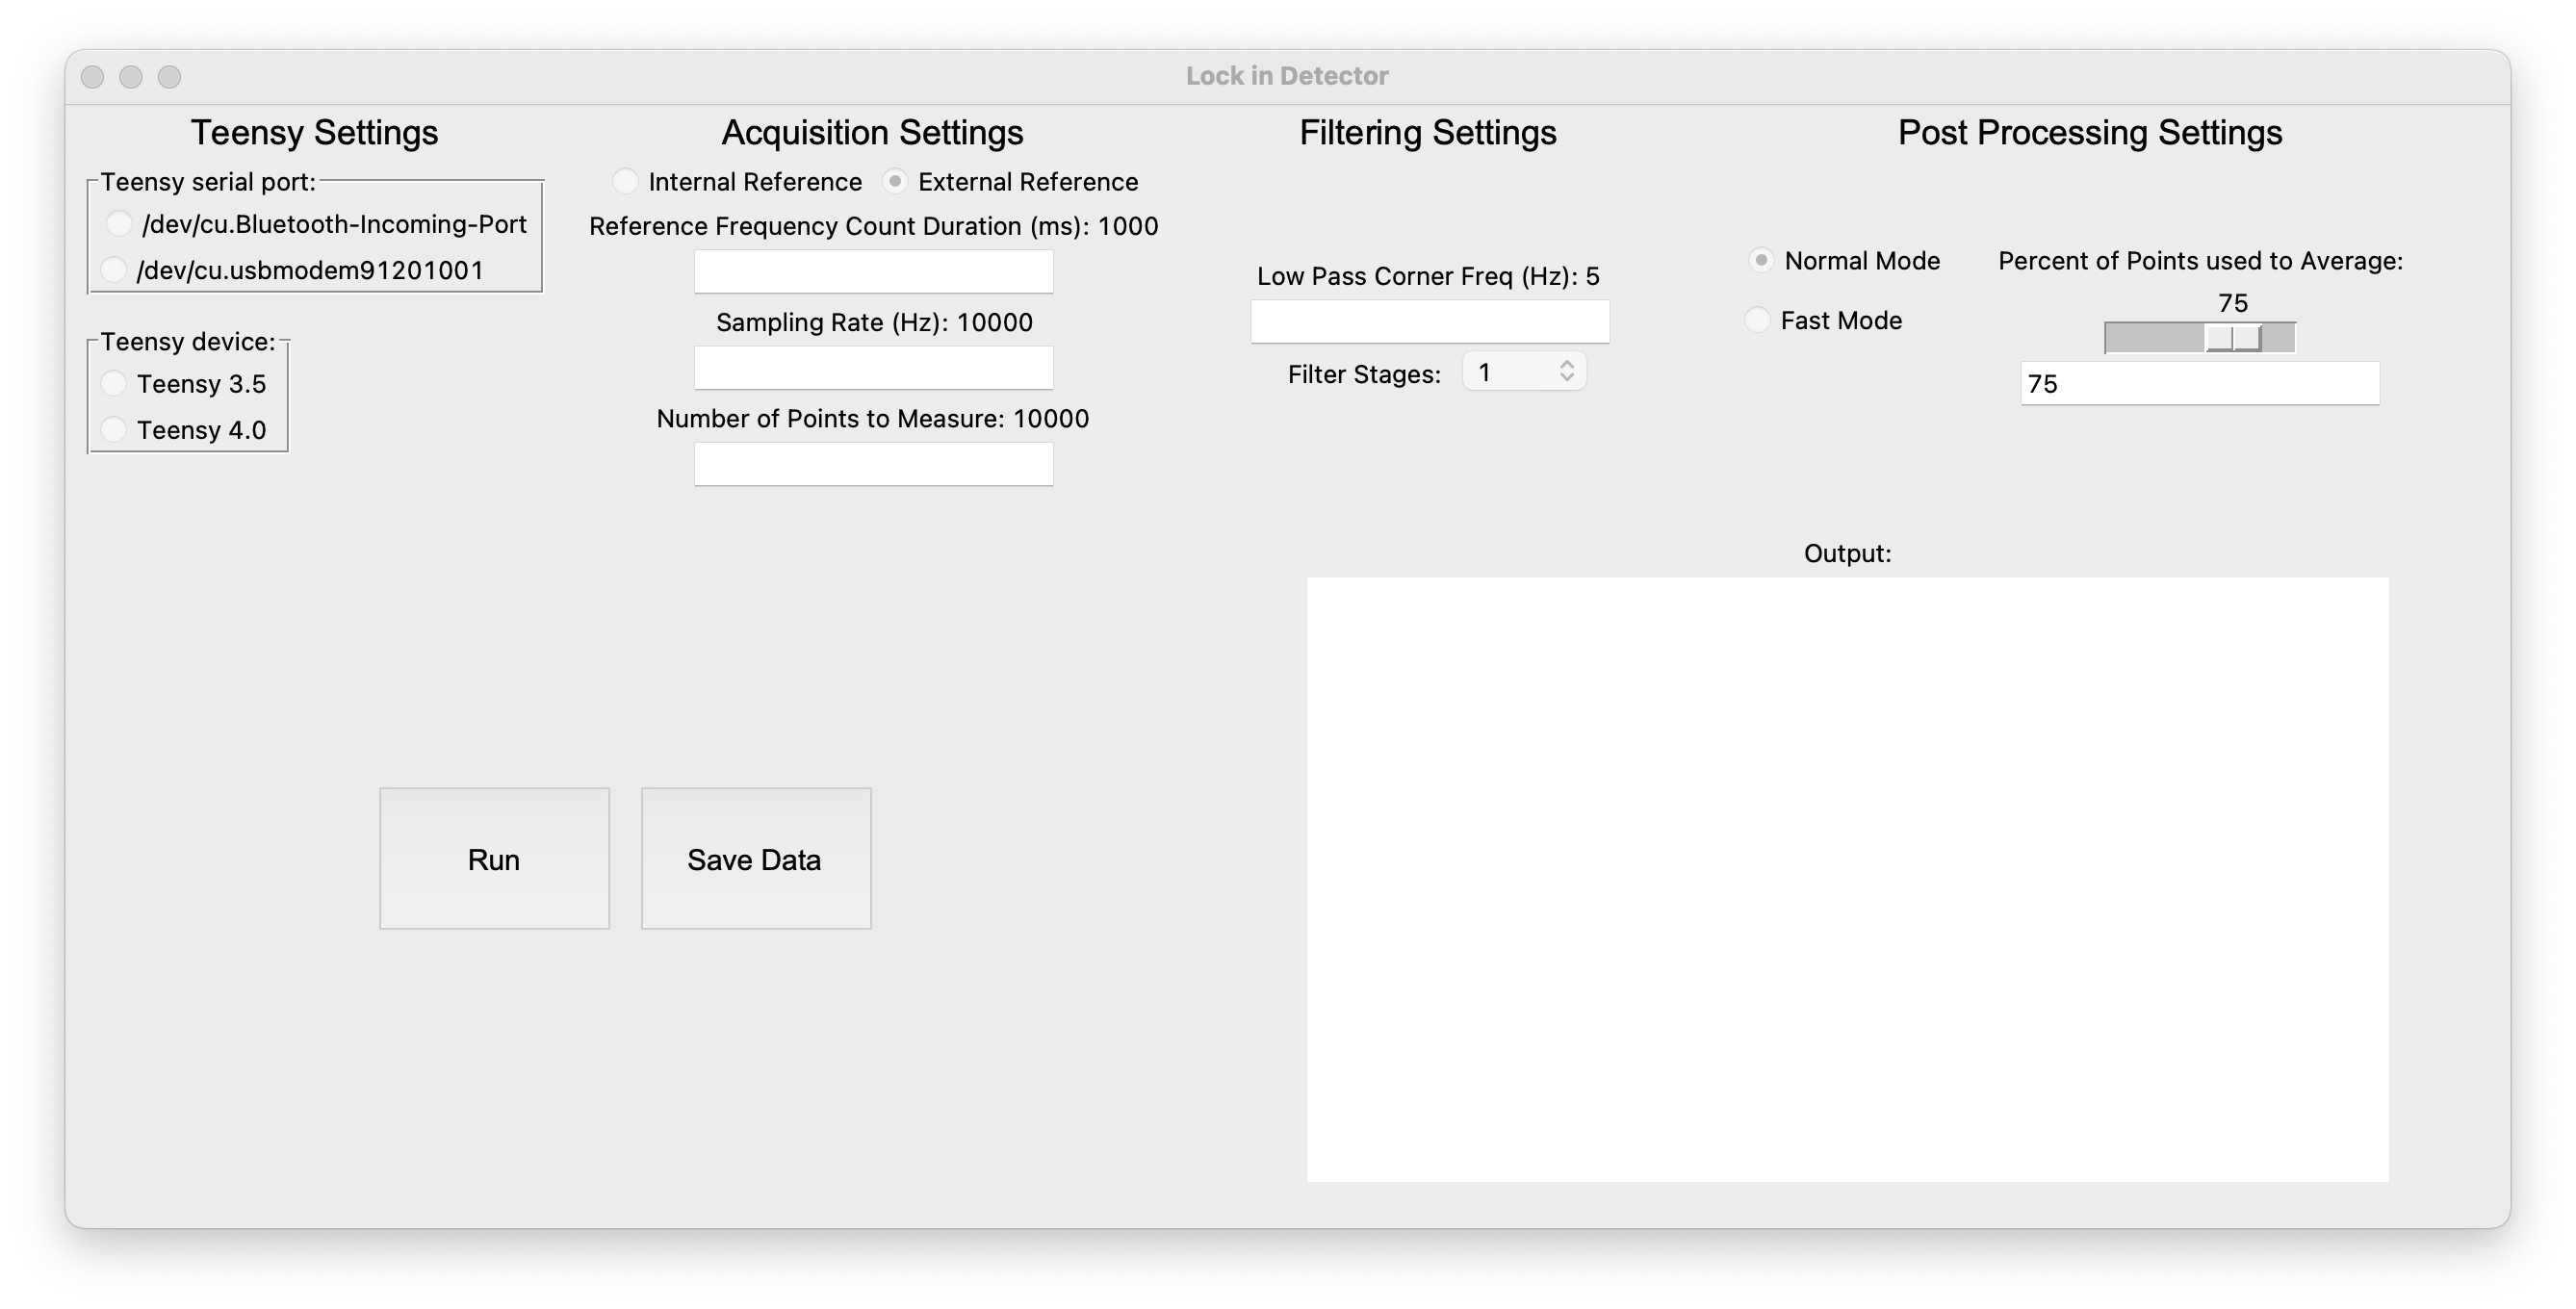 Lock in Detector
Teensy Settings
Teensy serial port:
/dev/cu.Bluetooth-Incoming-Port
/dev/cu.usbmodem91201001
Teensy device:
Teensy 3.5
Teensy 4.0
Acquisition Settings
Internal Reference External Reference
Reference Frequency Count Duration (ms): 1000
Sampling Rate (Hz): 10000
Number of Points to Measure: 10000
Filtering Settings
Low Pass Corner Freq (Hz): 5
Filter Stages: 1
Post Processing Settings
Normal Mode
Fast Mode
Percent of Points used to Average:
75
75
Run
Save Data
Output: